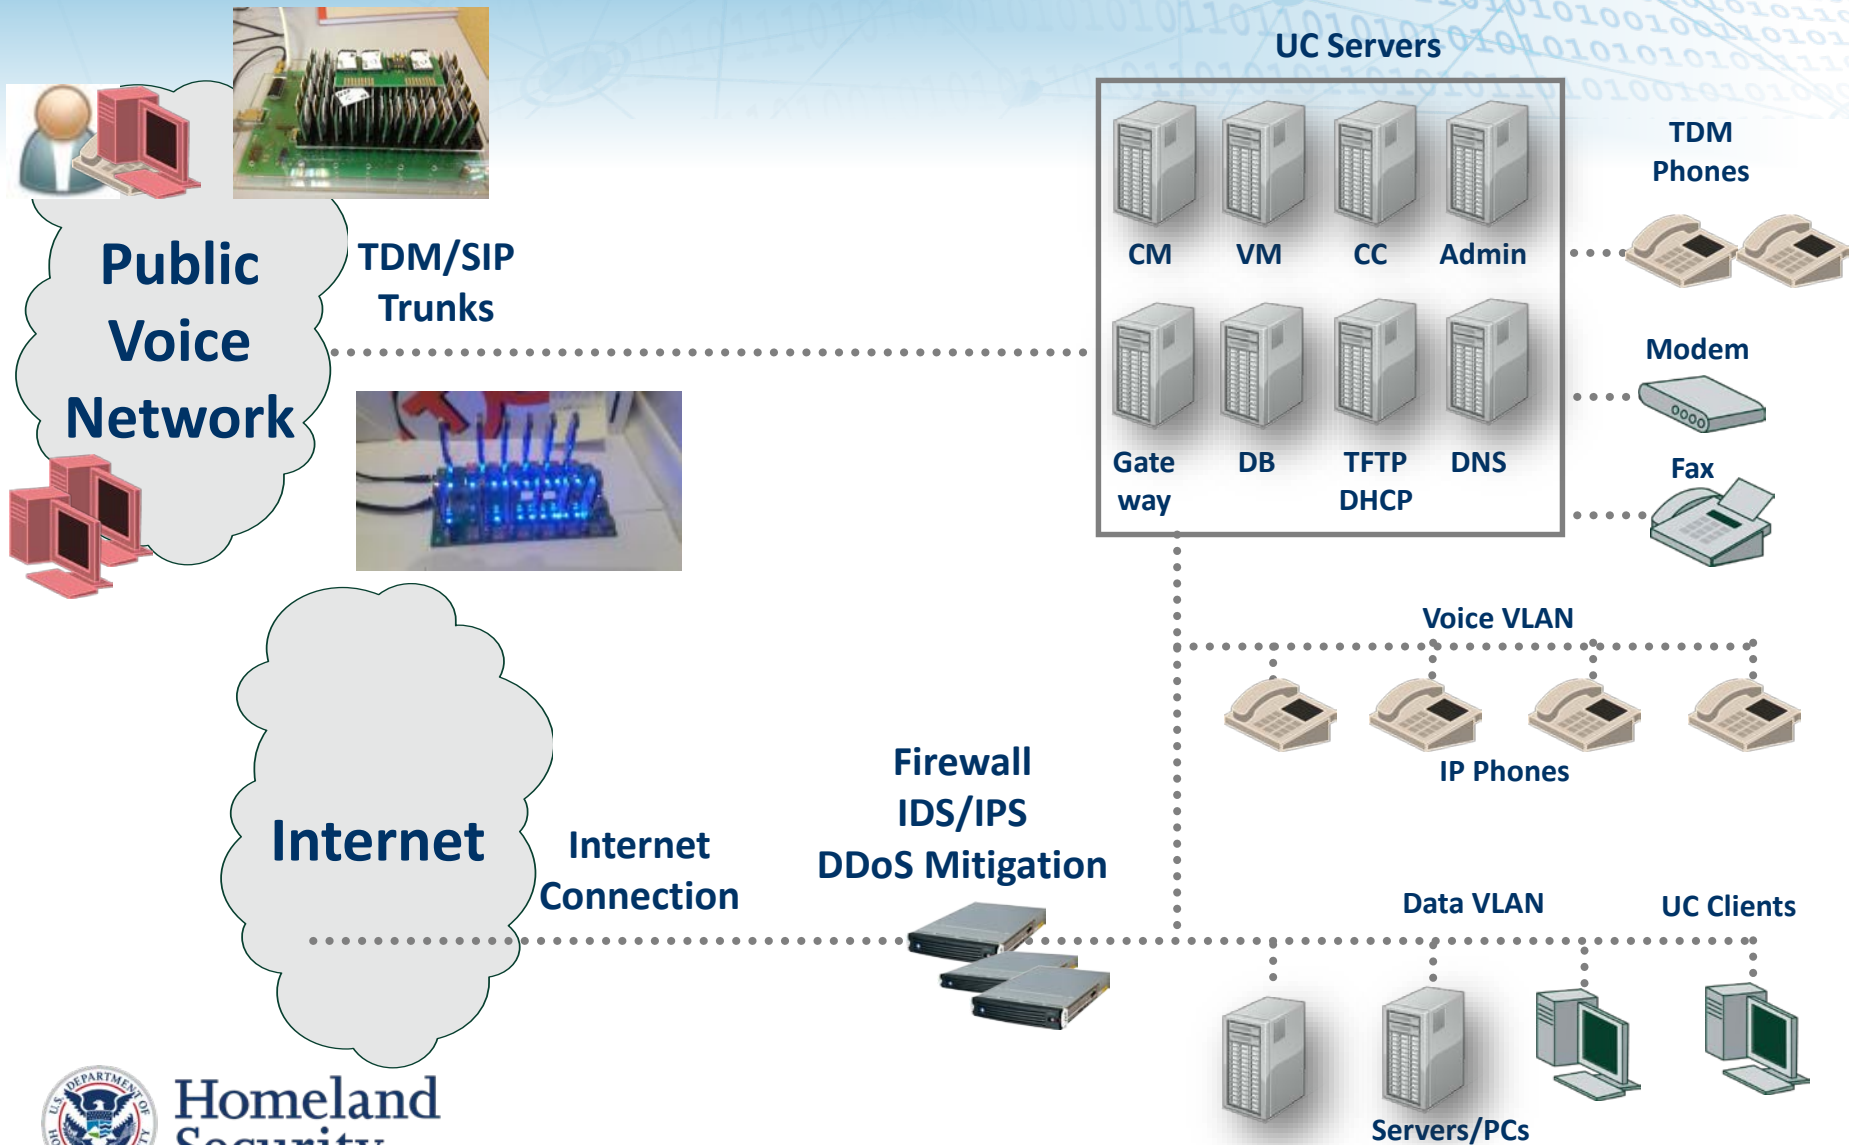 UC Servers
TDM
Phones
Public
Voice
Network
TDM/SIP
Trunks
CM
VM
CC
Admin
Modem
Gate
way
DB
TFTP
DHCP
DNS
Fax
Voice VLAN
IP Phones
Firewall
IDS/IPS
DDoS Mitigation
Internet
Internet
Connection
Data VLAN
UC Clients
Servers/PCs
Homeland
Security